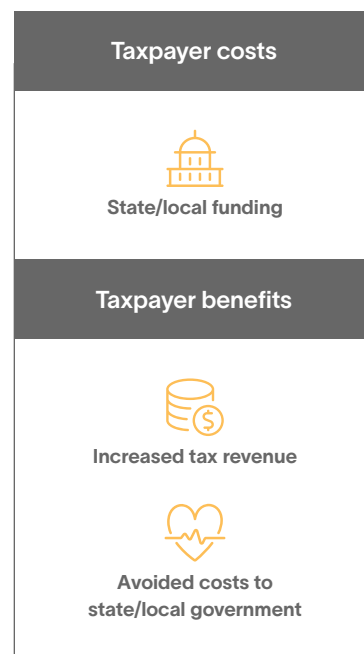 Taxpayer costs
State/local funding
Taxpayer benefits
$
Increased tax revenue
Avoided costs to
state/local government